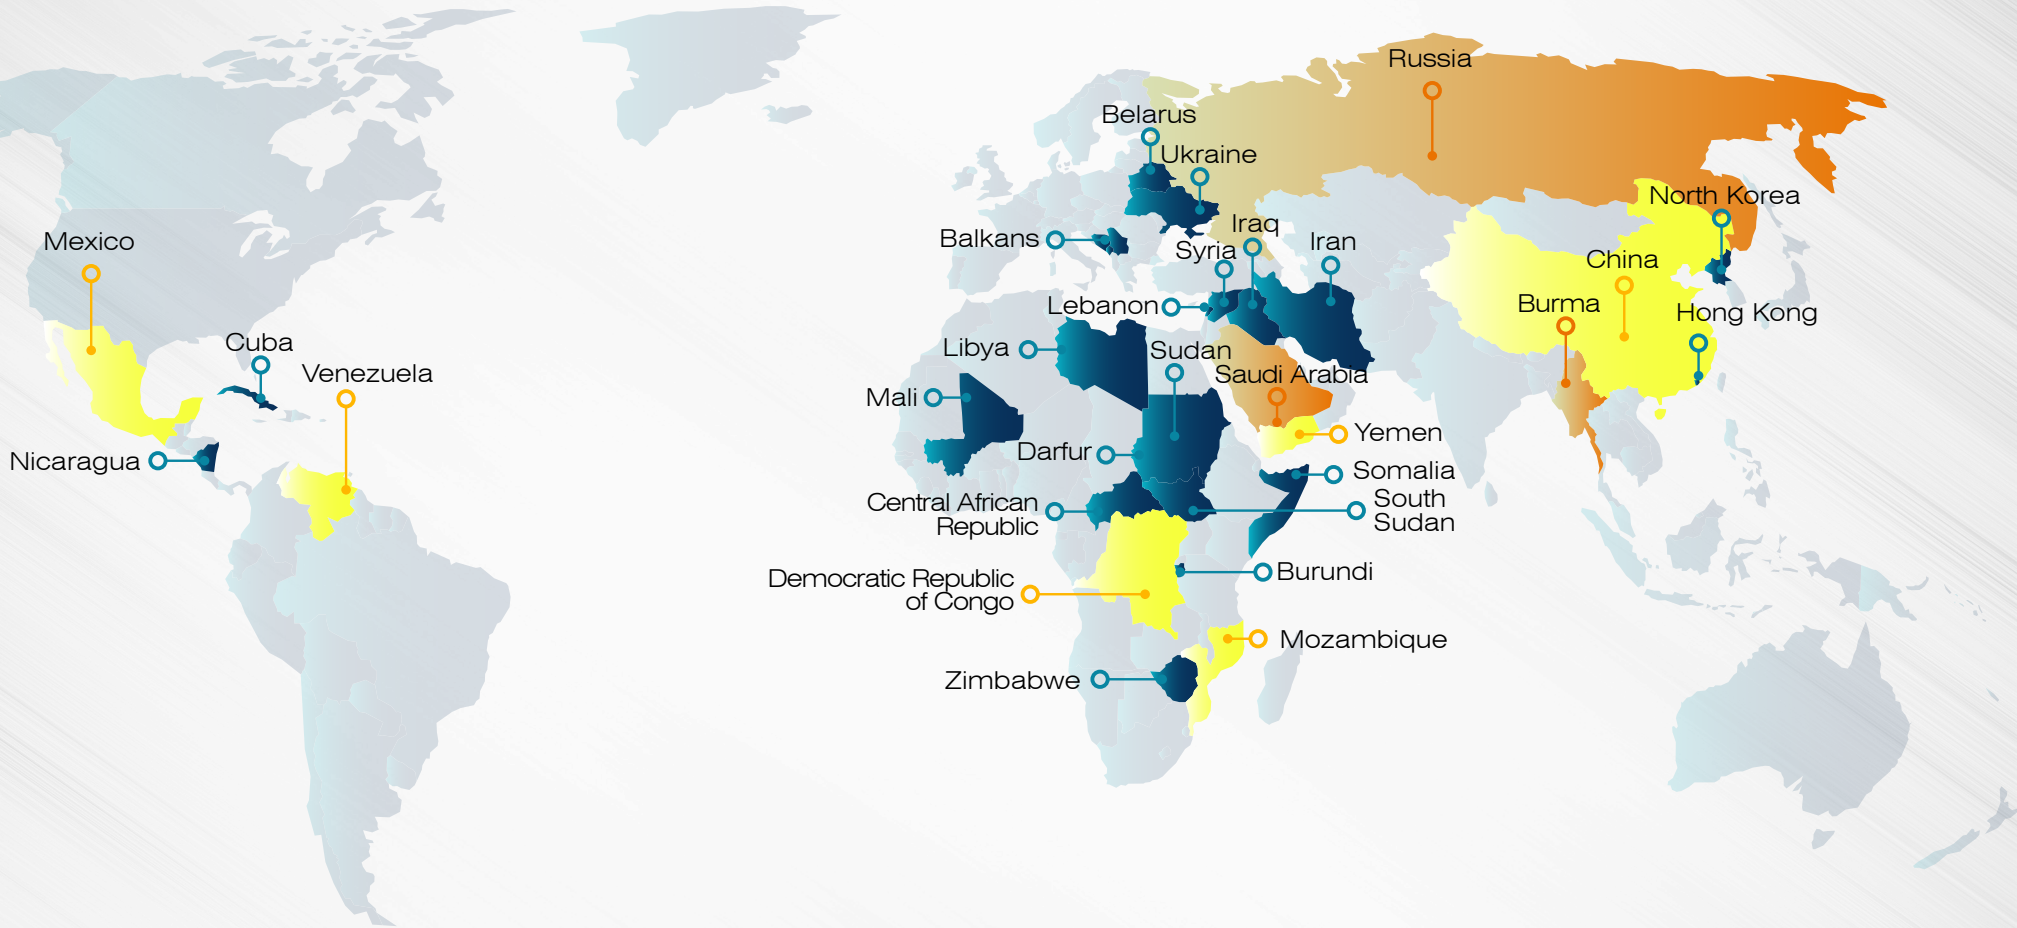 Russia
Belarus
Ukraine
North Korea
Iraq
Mexico
Balkans
Syria
Iran
China
Lebanon
Burma
Hong Kong
Cuba
Libya
Sudan
Venezuela
Saudi Arabia
Mali
Yemen
Darfur
Nicaragua
Somalia
Central African
Republic
South
Sudan
Burundi
Democratic Republic
of Congo
Mozambique
Zimbabwe